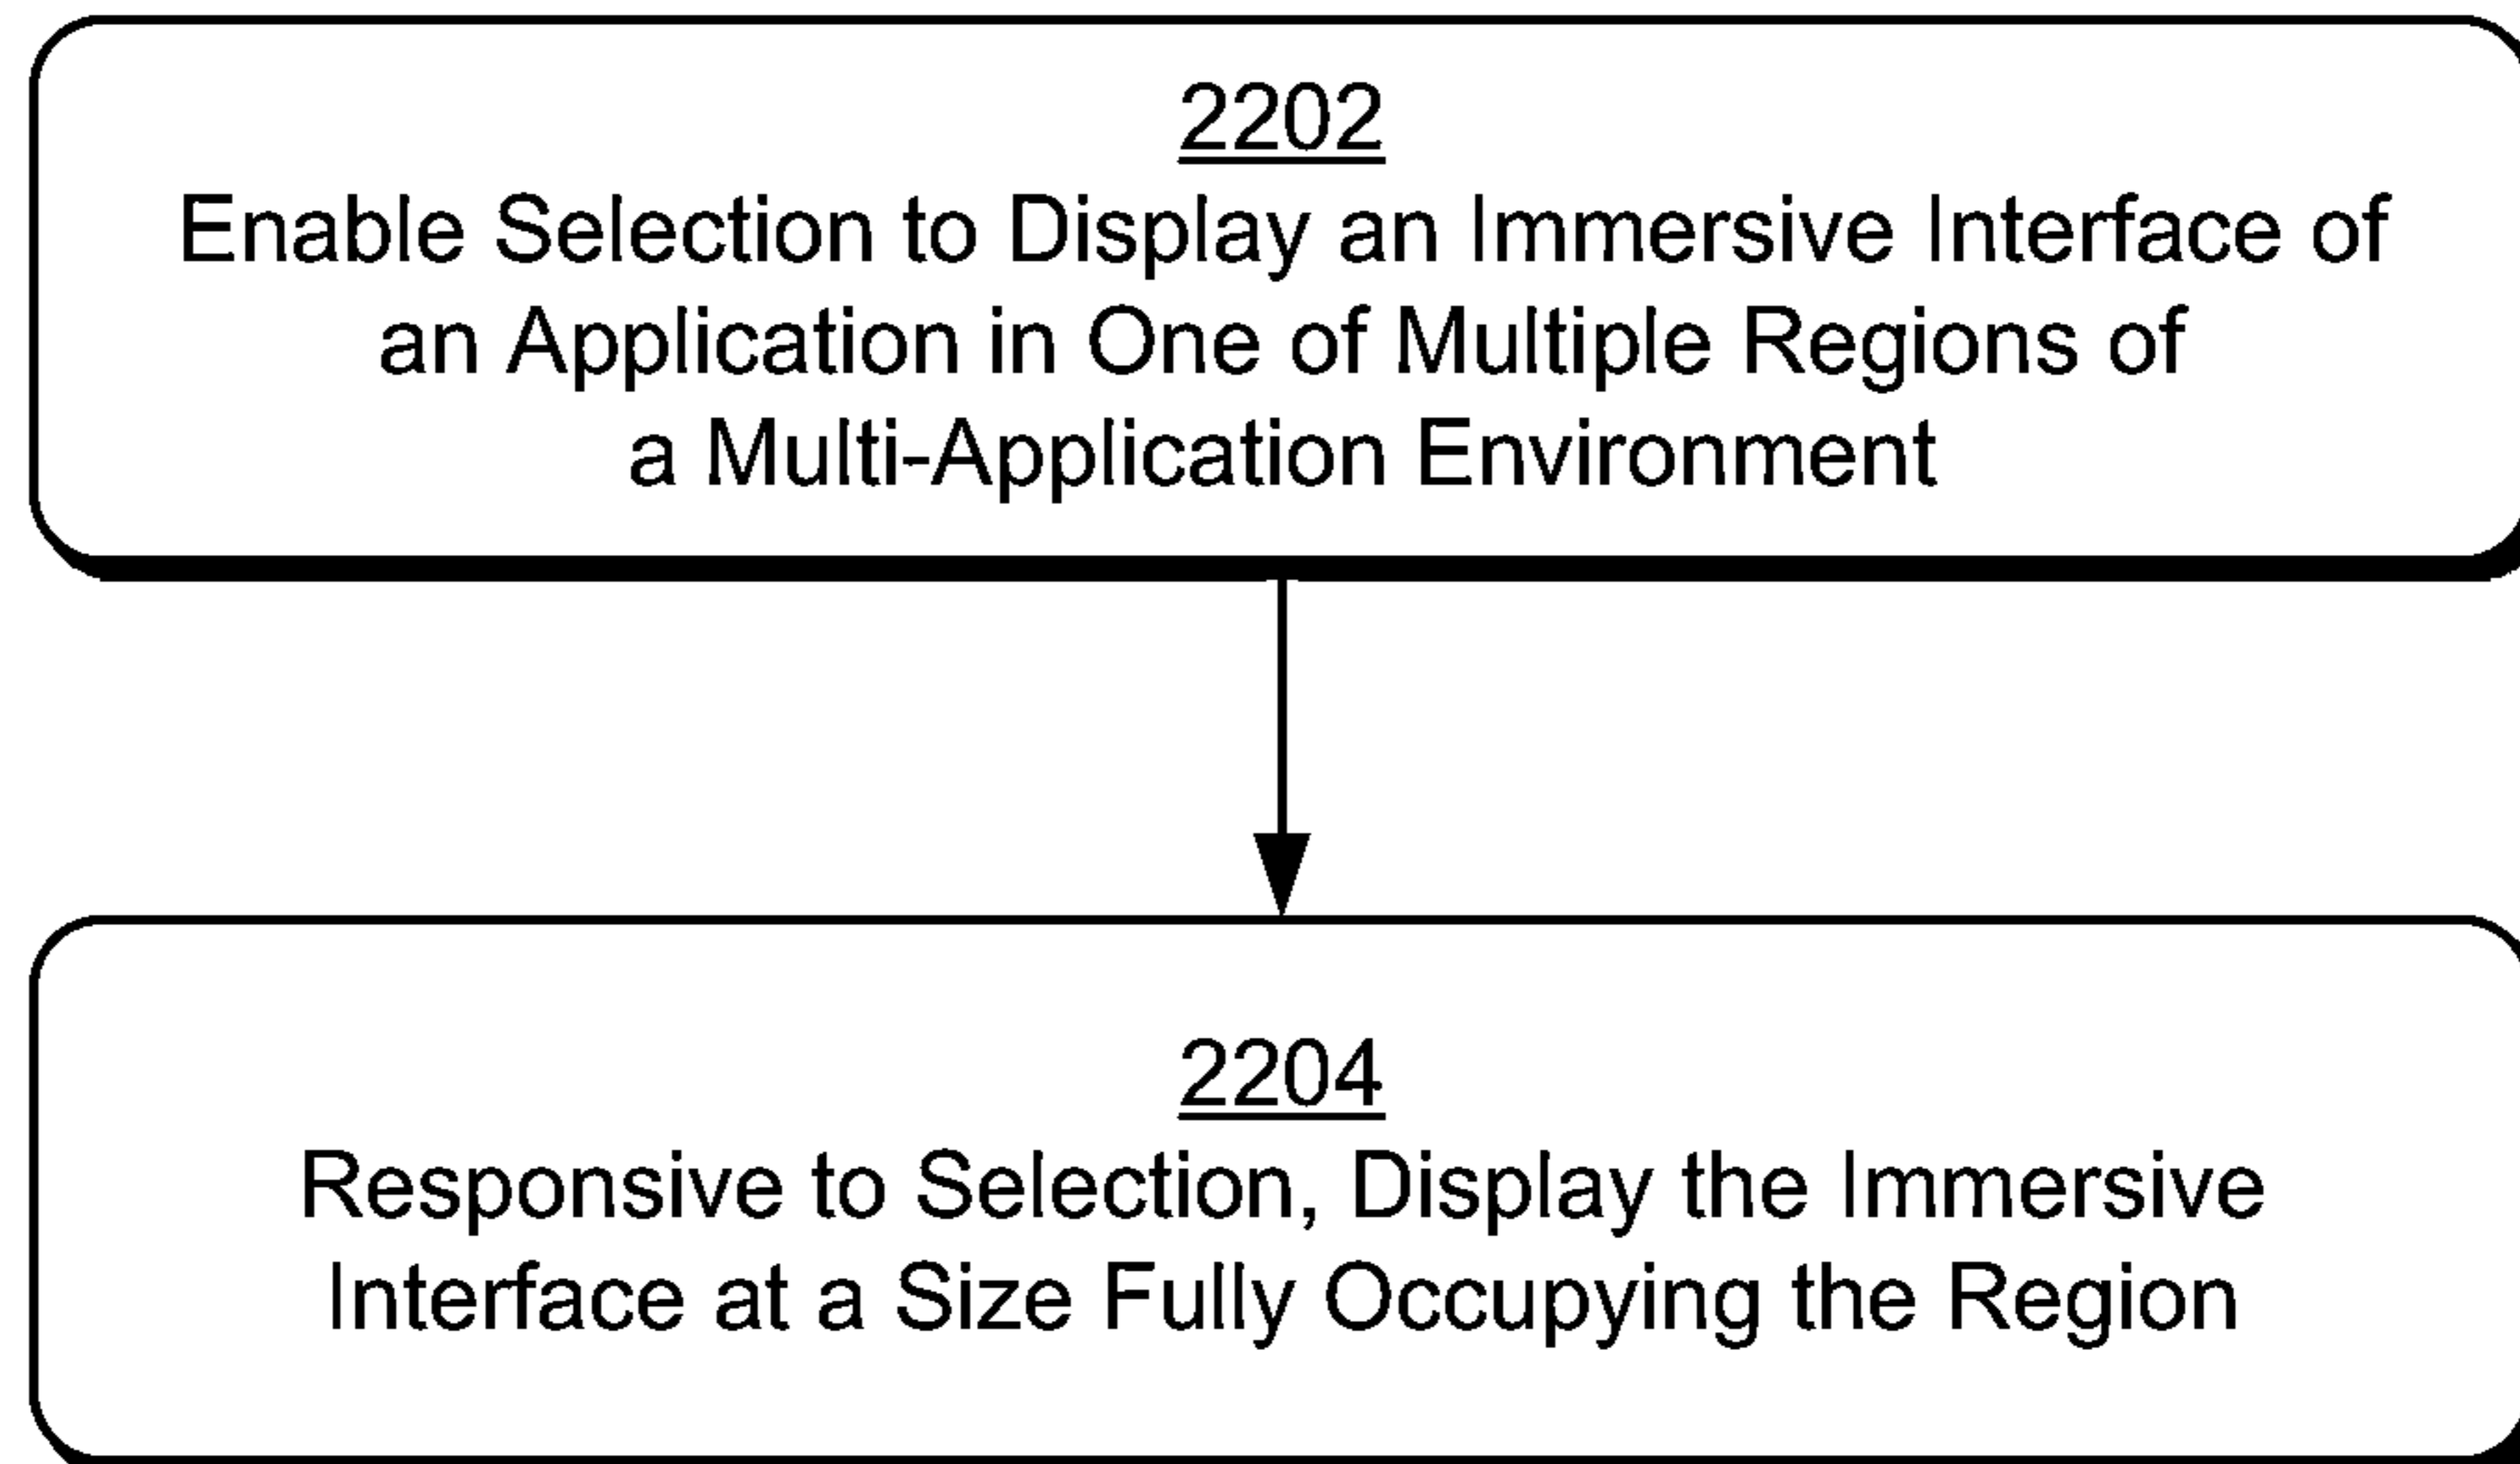 2202
Enable Selection to Display an Immersive Interface of
an Application in One of Multiple Regions of
a Multi-Application Environment
2204
Responsive to Selection, Display the Immersive
Interface at a Size Fully Occupying the Region